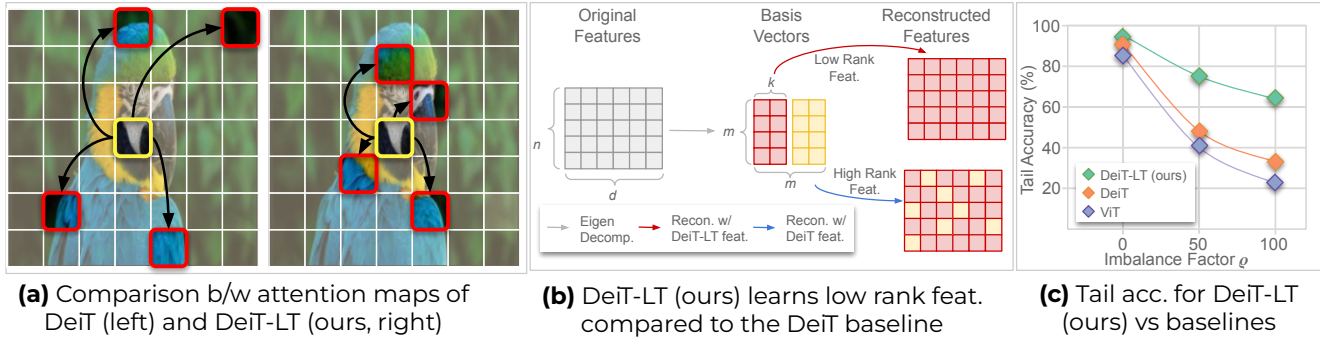 Original
Features
Basis
Vectors
Reconstructed
Features
Low Rank
Feat.
k
n
m
d
m
High Rank
Feat.
Eigen
Decomp.
Recon. w/
DeiT-LT feat.
Recon. w/
DeiT feat.
Tail Accuracy (%)
100
80
60
40
20
DeiT-LT (ours)
DeiT
ViT
0 50 100
Imbalance Factor ϱ
(a) Comparison b/w attention maps of
DeiT (left) and DeiT-LT (ours, right)
(b) DeiT-LT (ours) learns low rank feat.
compared to the DeiT baseline
(c) Tail acc. for DeiT-LT
(ours) vs baselines